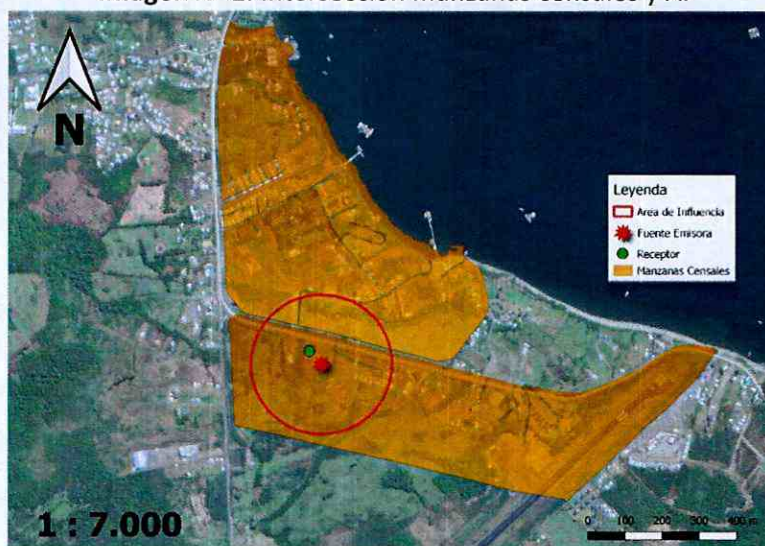 N
Leyenda
Area de Influencia
Fuente Emisora
Receptor
Manzanas Censales
1 : 7.000
0 100 200 300 400 m